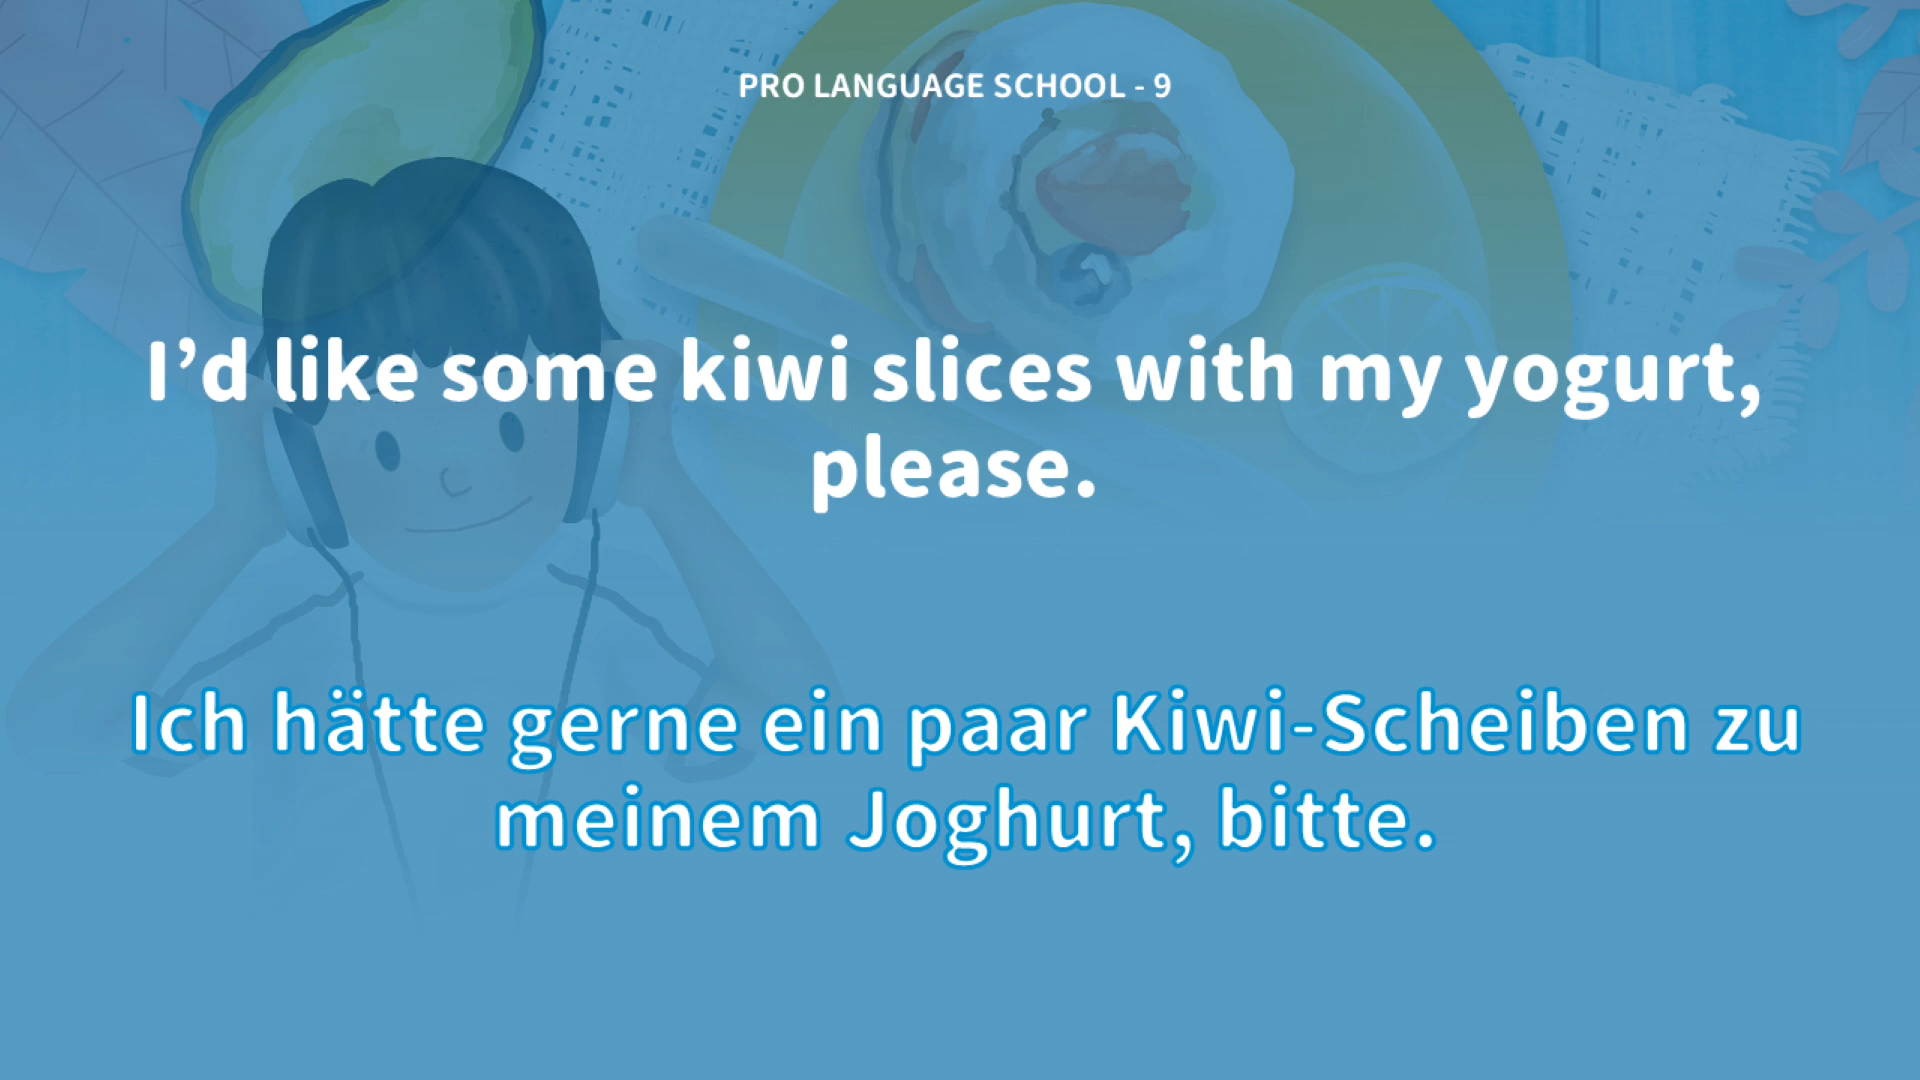 PRO LANGUAGE SCHOOL - 9
I’d like some kiwi slices with my yogurt,
please.
Ich hätte gerne ein paar Kiwi-Scheiben zu
meinem Joghurt, bitte.